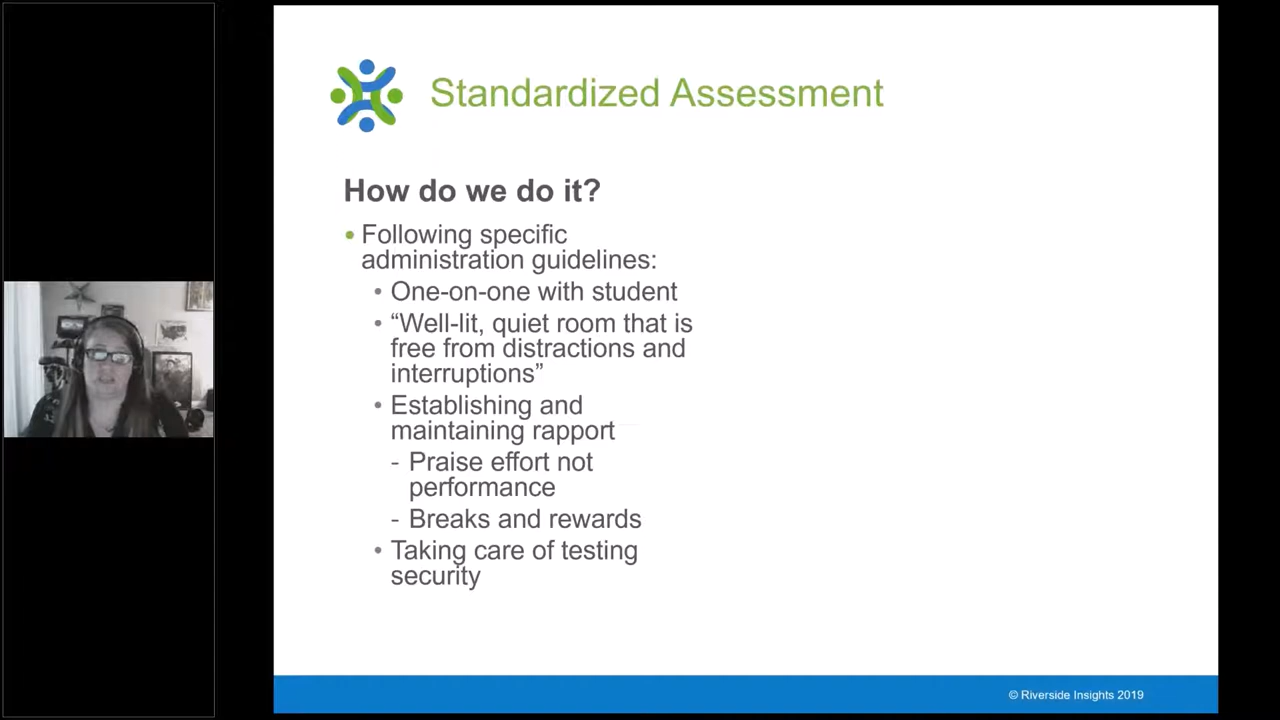 Standardized Assessment
How do we do it?
• Following specific
administration guidelines:
• One-on-one with student
• “Well-lit, quiet room that is
free from distractions and
interruptions”
• Establishing and
maintaining rapport
- Praise effort not
performance
- Breaks and rewards
• Taking care of testing
security
© Riverside Insights 2019